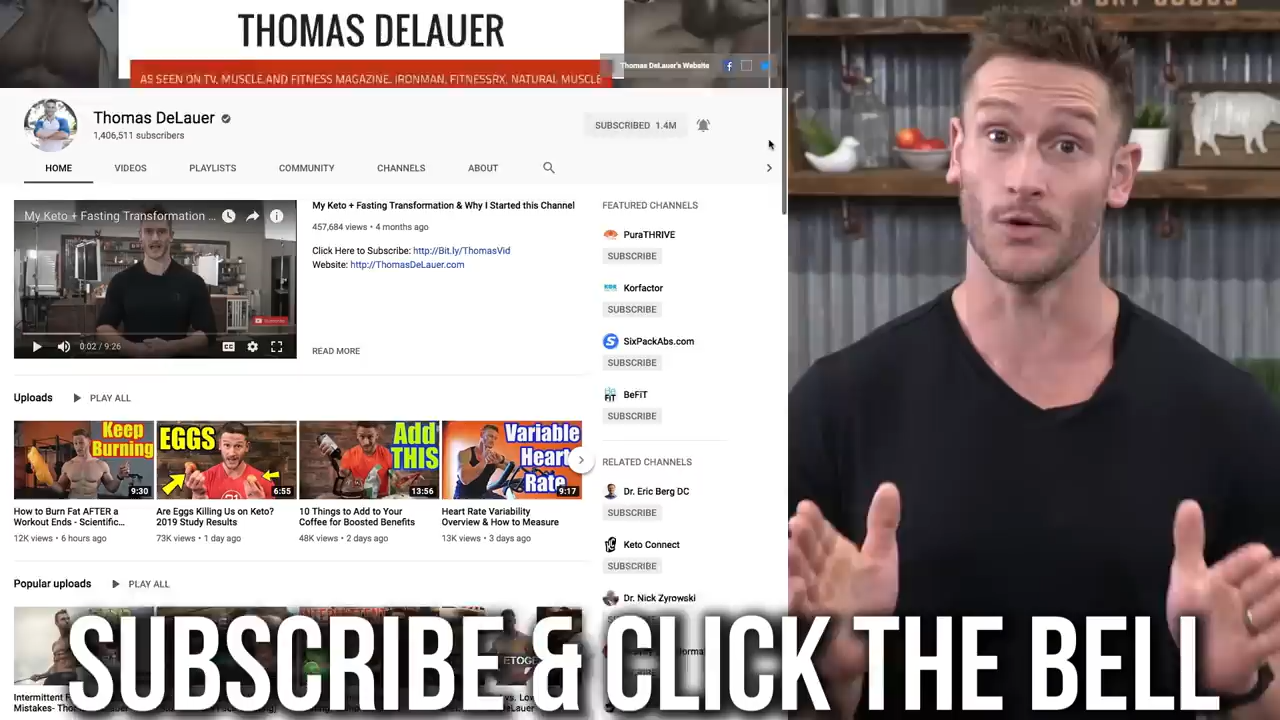 & DRY GOODS
THOMAS DELAUER
AS SEEN ON TV, MUSCLE AND FITNESS MAGAZINE, IRONMAN, FITNESSRX, NATURAL MUSCLE
Thomas DeLauer's Website
Thomas DeLauer
1,406,511 subscribers
SUBSCRIBED 1.4M
HOME VIDEOS PLAYLISTS COMMUNITY CHANNELS ABOUT
My Keto + Fasting Transformation ...
0:02 / 9:26
My Keto + Fasting Transformation & Why I Started this Channel
457,684 views • 4 months ago
Click Here to Subscribe: http://Bit.ly/ThomasVid
Website: http://ThomasDeLauer.com
READ MORE
FEATURED CHANNELS
PuraTHRIVE
SUBSCRIBE
Korfactor
SUBSCRIBE
SixPackAbs.com
SUBSCRIBE
BeFiT
SUBSCRIBE
Uploads PLAY ALL
Keep
Burning
9:30
How to Burn Fat AFTER a
Workout Ends - Scientific...
12K views • 6 hours ago
EGGS
6:55
Are Eggs Killing Us on Keto?
2019 Study Results
73K views • 1 day ago
Add
THIS
13:56
10 Things to Add to Your
Coffee for Boosted Benefits
48K views • 2 days ago
Variable
Heart
Rate
9:17
Heart Rate Variability
Overview & How to Measure
13K views • 3 days ago
RELATED CHANNELS
Dr. Eric Berg DC
SUBSCRIBE
Keto Connect
SUBSCRIBE
Dr. Nick Zyrowski
Popular uploads PLAY ALL
Intermittent
Mistakes- Tho
SUBSCRIBE & CLICK THE BELL